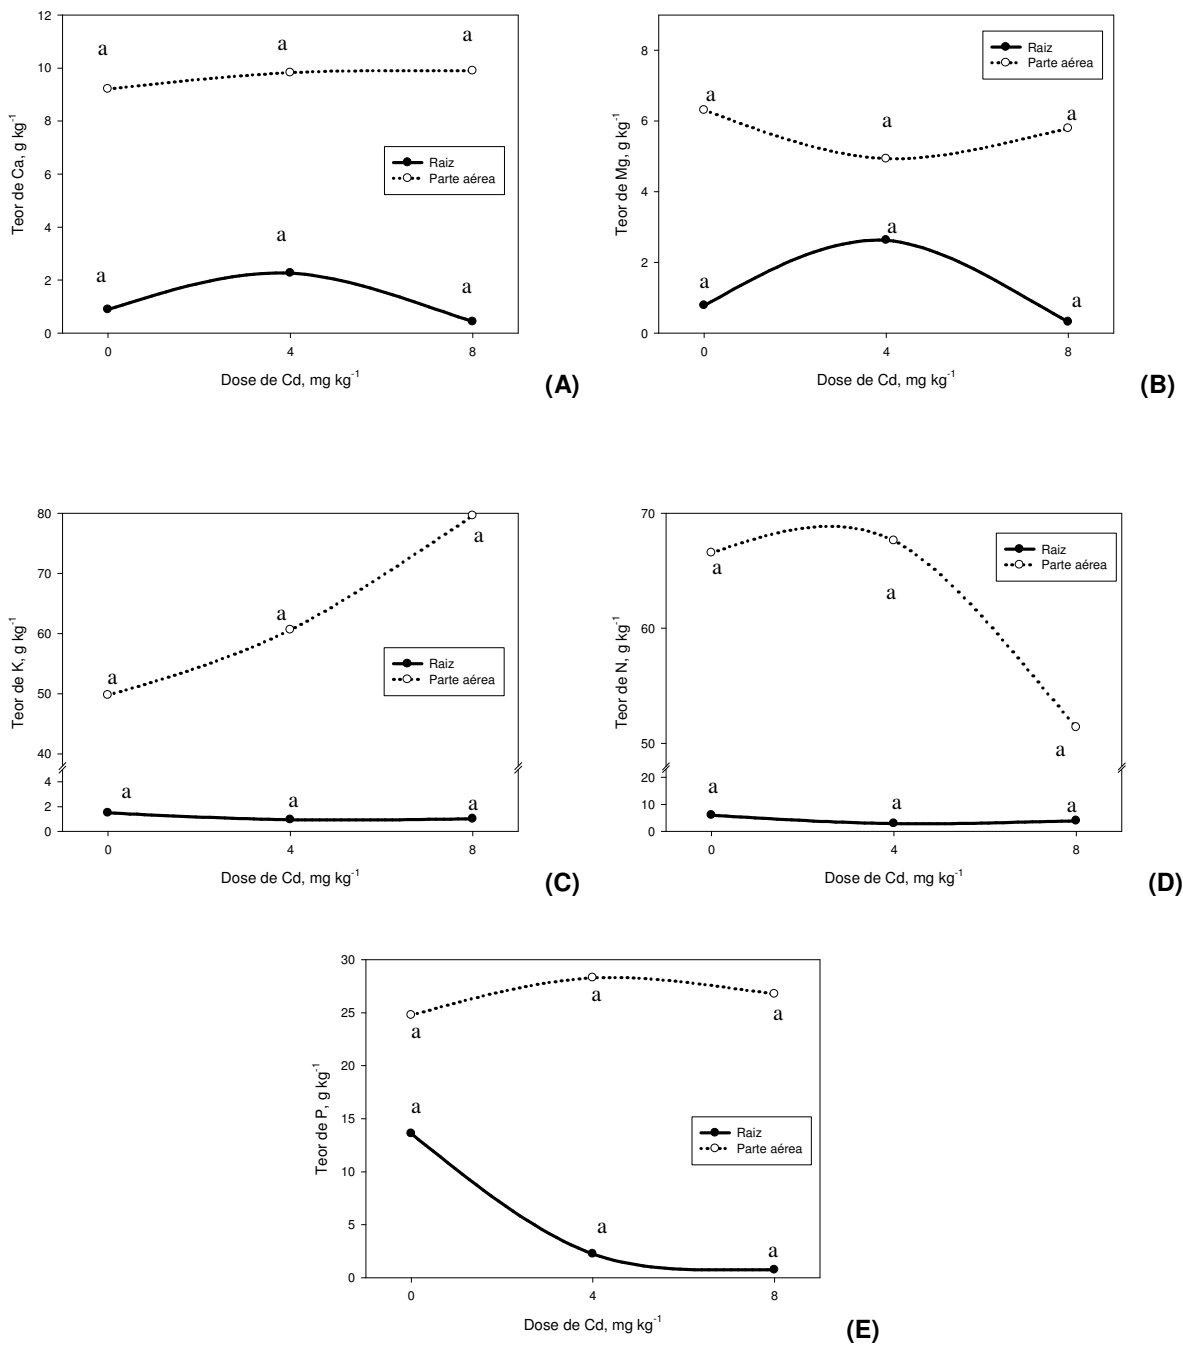 12
10
8
6
4
2
0
Teor de Ca, g kg⁻¹
a a a
a a a
Raiz
Parte aérea
0 4 8
Dose de Cd, mg kg⁻¹
(A)
8
6
4
2
0
Teor de Mg, g kg⁻¹
Raiz
Parte aérea
a a a
a a a
0 4 8
Dose de Cd, mg kg⁻¹
(B)
80
70
60
50
40
4
2
0
Teor de K, g kg⁻¹
a a a
Raiz
Parte aérea
a a a
0 4 8
Dose de Cd, mg kg⁻¹
(C)
70
60
50
20
10
0
Teor de N, g kg⁻¹
Raiz
Parte aérea
a a a
a a a
0 4 8
Dose de Cd, mg kg⁻¹
(D)
30
25
20
15
10
5
0
Teor de P, g kg⁻¹
a a a
a a a
Raiz
Parte aérea
0 4 8
Dose de Cd, mg kg⁻¹
(E)